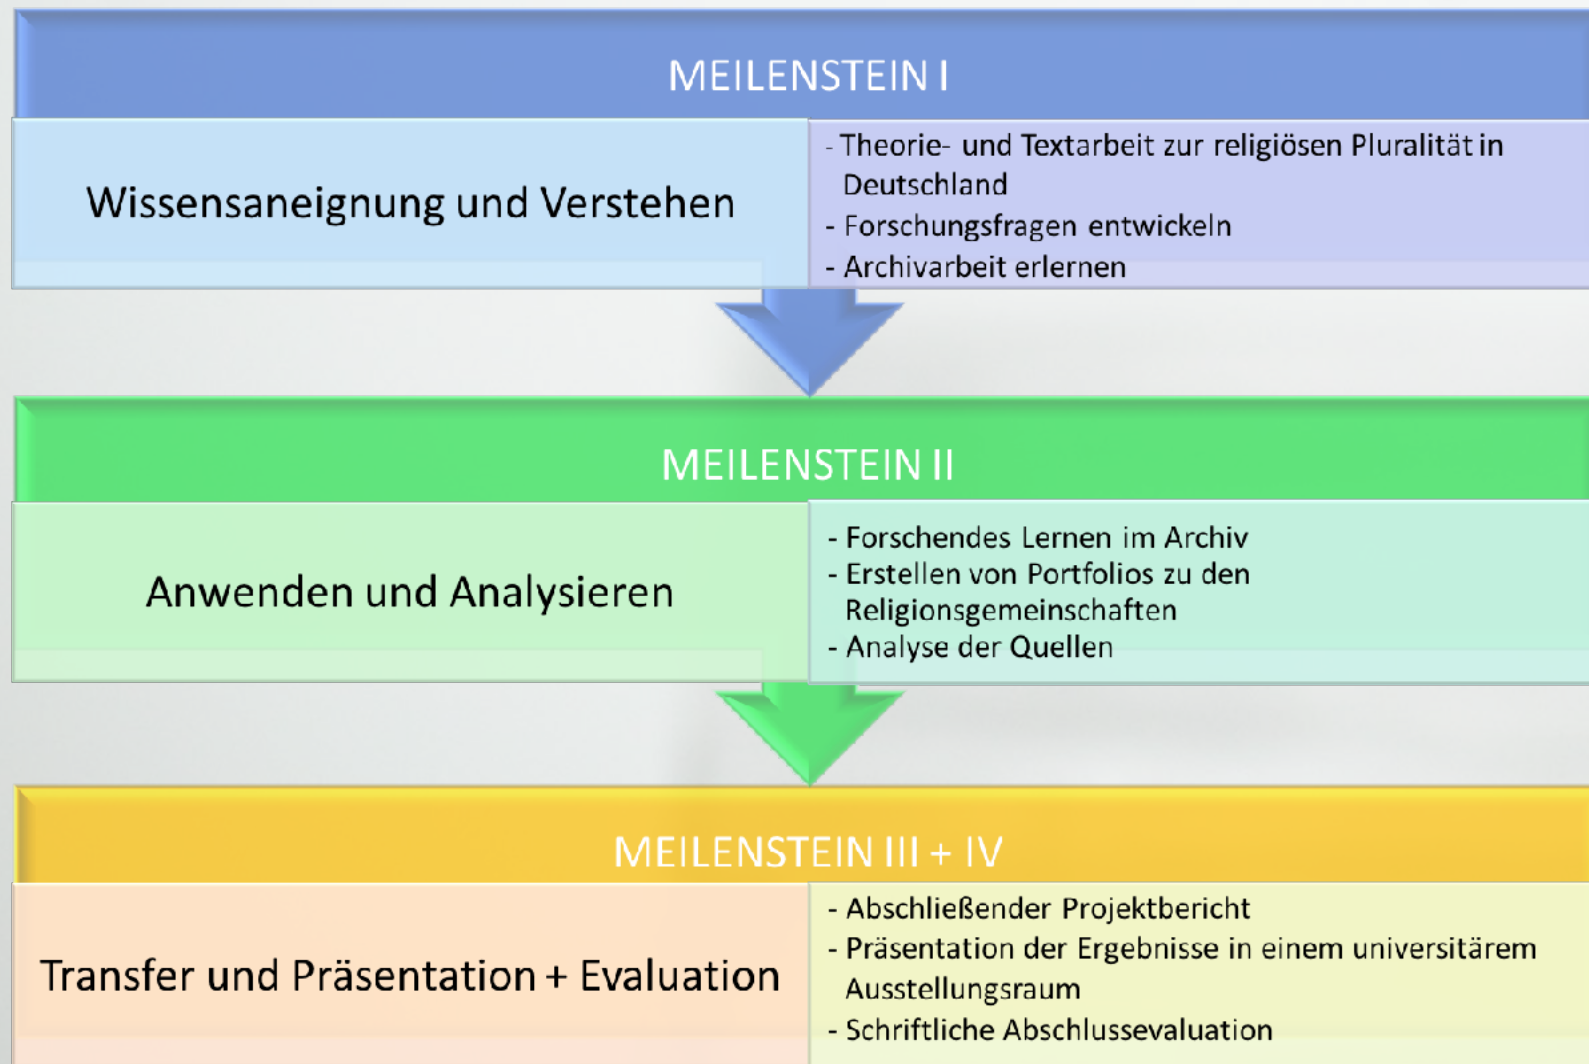 MEILENSTEIN I
Wissensaneignung und Verstehen
- Theorie- und Textarbeit zur religiösen Pluralität in
Deutschland
- Forschungsfragen entwickeln
- Archivarbeit erlernen
MEILENSTEIN II
Anwenden und Analysieren
- Forschendes Lernen im Archiv
- Erstellen von Portfolios zu den
Religionsgemeinschaften
- Analyse der Quellen
MEILENSTEIN III + IV
Transfer und Präsentation + Evaluation
- Abschließender Projektbericht
- Präsentation der Ergebnisse in einem universitärem
Ausstellungsraum
- Schriftliche Abschlussevaluation